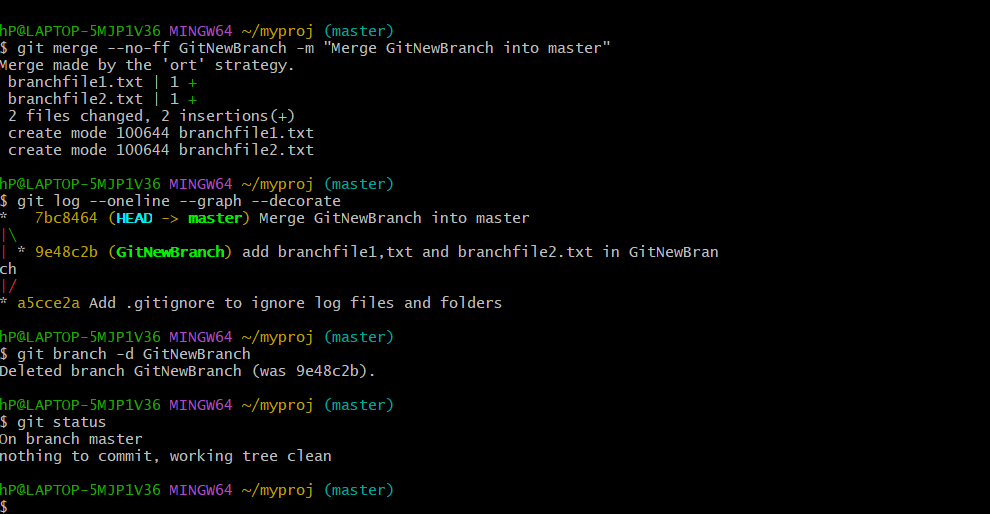 hP@LAPTOP-5MJP1V36 MINGW64 ~/myproj (master)
$ git merge --no-ff GitNewBranch -m "Merge GitNewBranch into master"
Merge made by the 'ort' strategy.
 branchfile1.txt | 1 +
 branchfile2.txt | 1 +
 2 files changed, 2 insertions(+)
 create mode 100644 branchfile1.txt
 create mode 100644 branchfile2.txt

hP@LAPTOP-5MJP1V36 MINGW64 ~/myproj (master)
$ git log --oneline --graph --decorate
*   7bc8464 (HEAD -> master) Merge GitNewBranch into master
|\
| * 9e48c2b (GitNewBranch) add branchfile1,txt and branchfile2.txt in GitNewBran
ch
|/
* a5cce2a Add .gitignore to ignore log files and folders

hP@LAPTOP-5MJP1V36 MINGW64 ~/myproj (master)
$ git branch -d GitNewBranch
Deleted branch GitNewBranch (was 9e48c2b).

hP@LAPTOP-5MJP1V36 MINGW64 ~/myproj (master)
$ git status
On branch master
nothing to commit, working tree clean

hP@LAPTOP-5MJP1V36 MINGW64 ~/myproj (master)
$